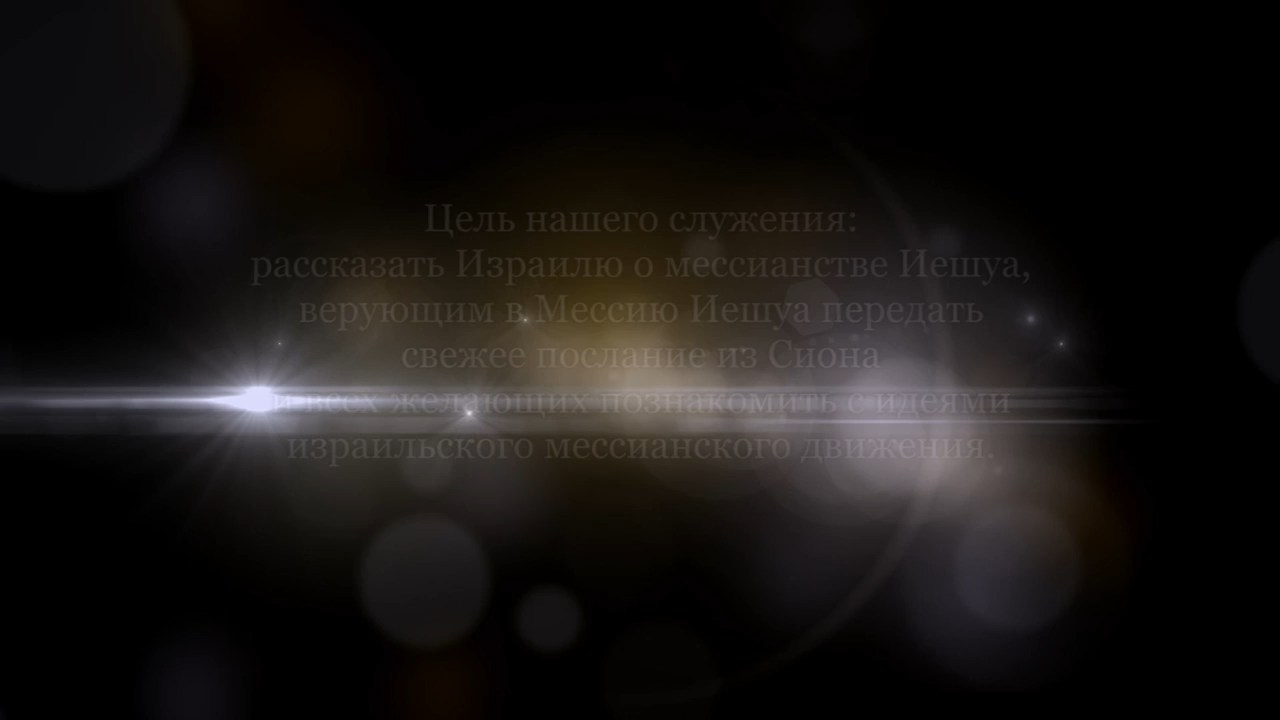 Цель нашего служения:
рассказать Израилю о мессианстве Иешуа,
верующим в Мессию Иешуа передать
свежее послание из Сиона
и всех желающих познакомить с идеями
израильского мессианского движения.